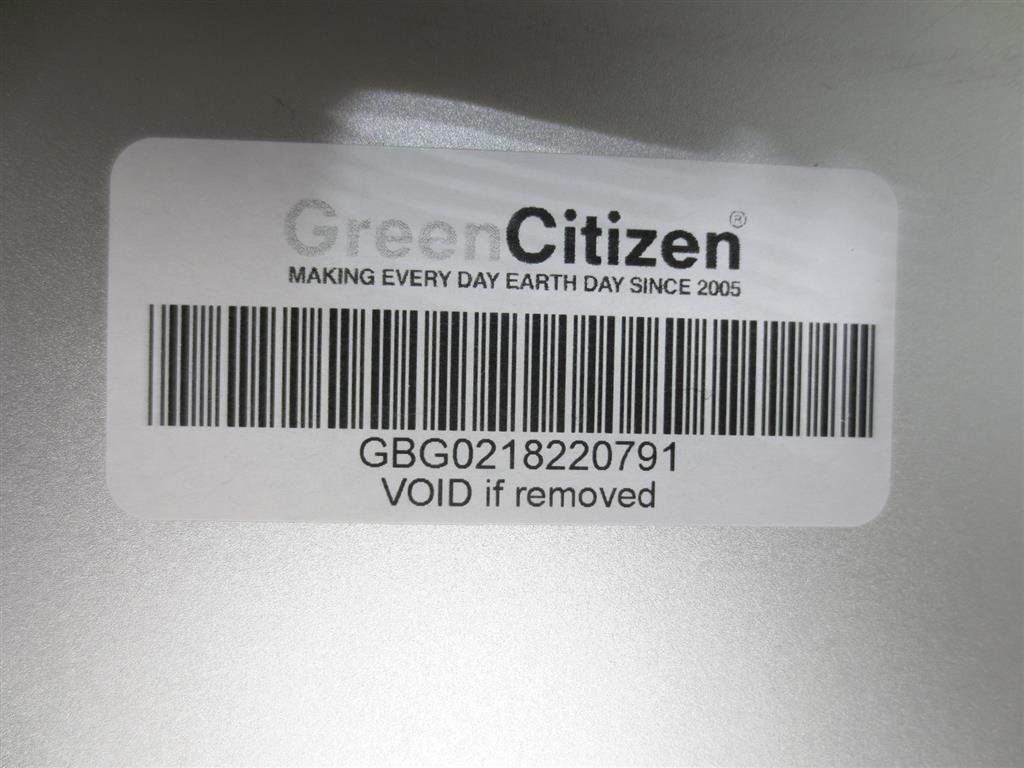 GreenCitizen®
MAKING EVERY DAY EARTH DAY SINCE 2005
GBG0218220791
VOID if removed